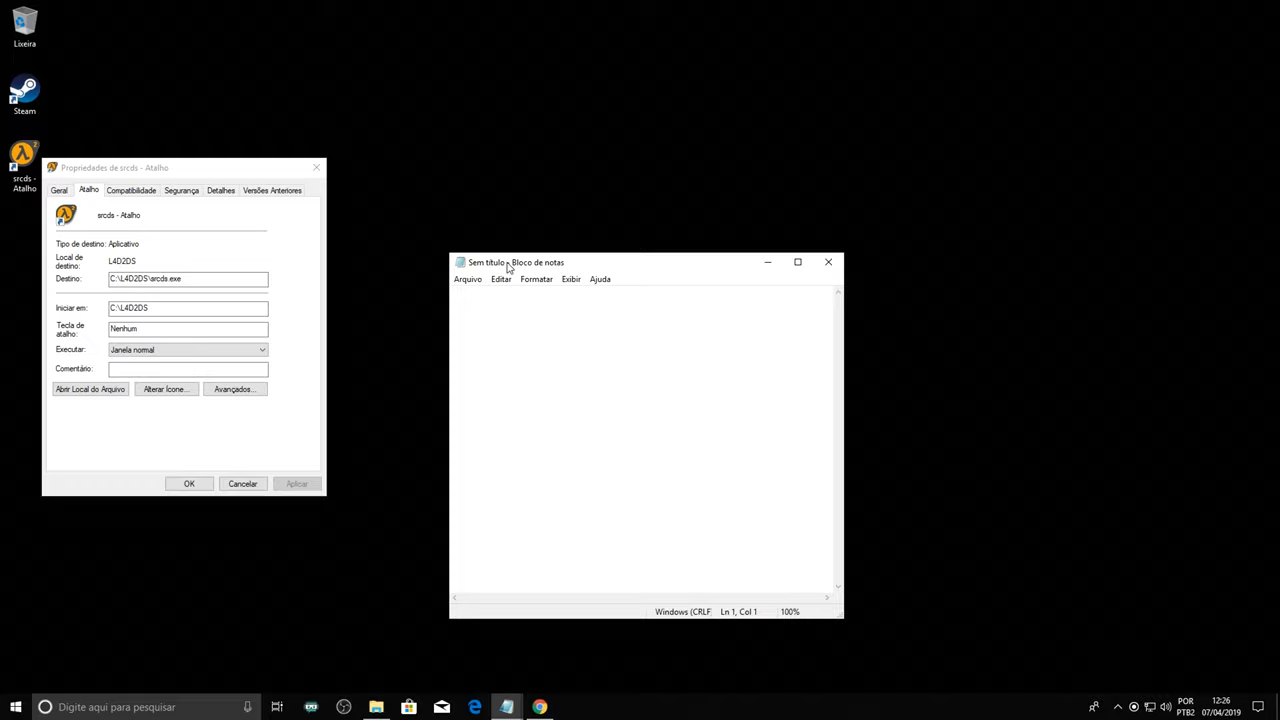 Lixeira
Steam
srcds -
Atalho
Propriedades de srcds - Atalho
Geral Atalho Compatibilidade Segurança Detalhes Versões Anteriores
srcds - Atalho
Tipo de destino: Aplicativo
Local de
destino: L4D2DS
Destino: C:\L4D2DS\srcds.exe
Iniciar em: C:\L4D2DS
Tecla de
atalho: Nenhum
Executar: Janela normal
Comentário:
Abrir Local do Arquivo Alterar Ícone... Avançados...
OK Cancelar Aplicar
Sem título - Bloco de notas
Arquivo Editar Formatar Exibir Ajuda
Windows (CRLF Ln 1, Col 1 100%
Digite aqui para pesquisar
POR 12:26
PTB2 07/04/2019